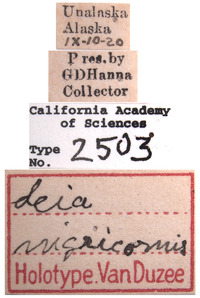 Unalaska
Alaska
IX-10-20
Pres. by
GDHanna
Collector
California Academy
of Sciences
Type
No. 2503
Leia
nigricornis
Holotype. Van Duzee